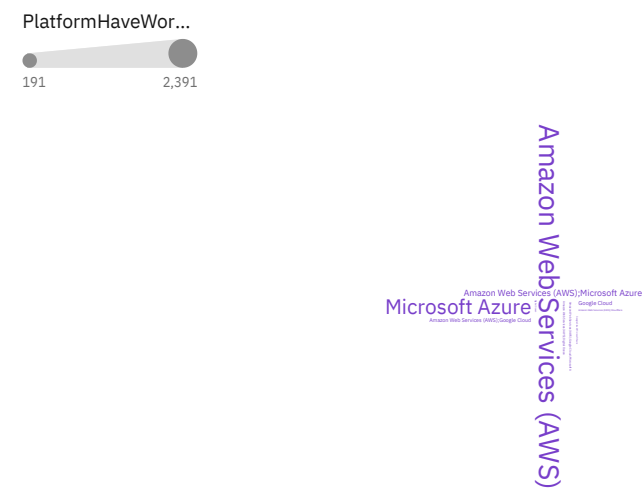 PlatformHaveWor...
191
2,391
Amazon Web Services (AWS)
Amazon Web Services (AWS);Microsoft Azure
Microsoft Azure
Google Cloud
Amazon Web Services (AWS);Google Cloud